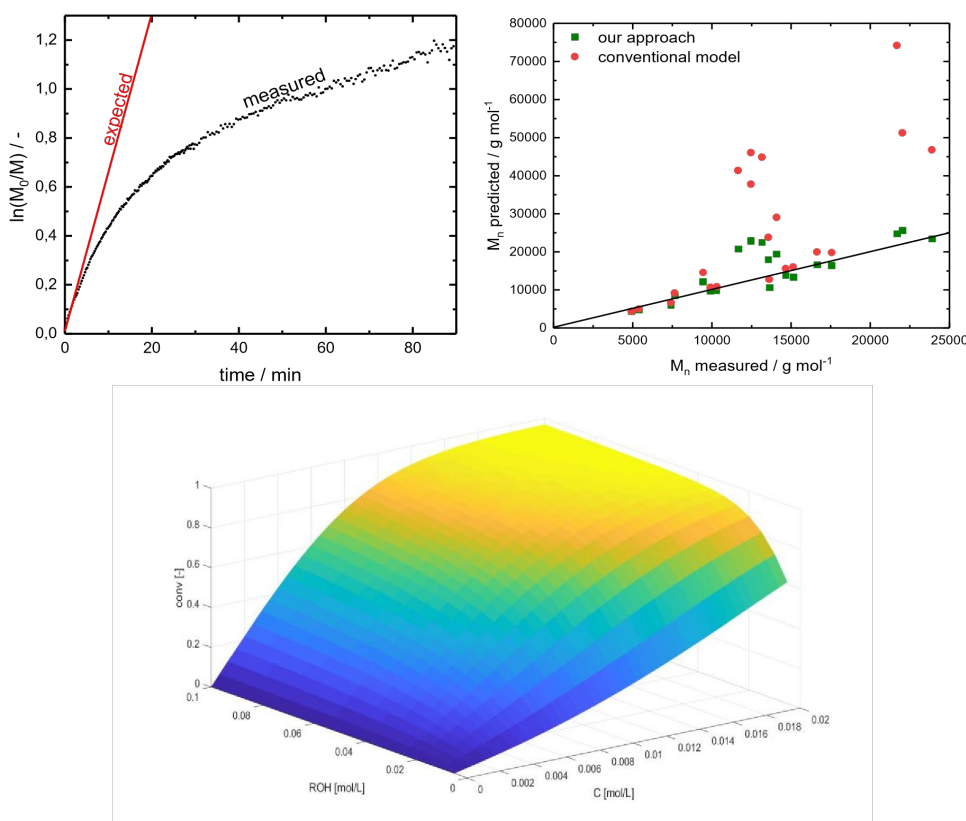 1,2
1,0
0,8
0,6
0,4
0,2
0,0
ln(M0/M) / -
expected
measured
0 20 40 60 80
time / min
80000
70000
60000
50000
40000
30000
20000
10000
0
Mn predicted / g mol-1
our approach
conventional model
0 5000 10000 15000 20000 25000
Mn measured / g mol-1
1
0.8
0.6
0.4
0.2
0
conv [-]
0.1
0.08
0.06
0.04
0.02
0
ROH [mol/L]
0 0.002 0.004 0.006 0.008 0.01 0.012 0.014 0.016 0.018 0.02
C [mol/L]